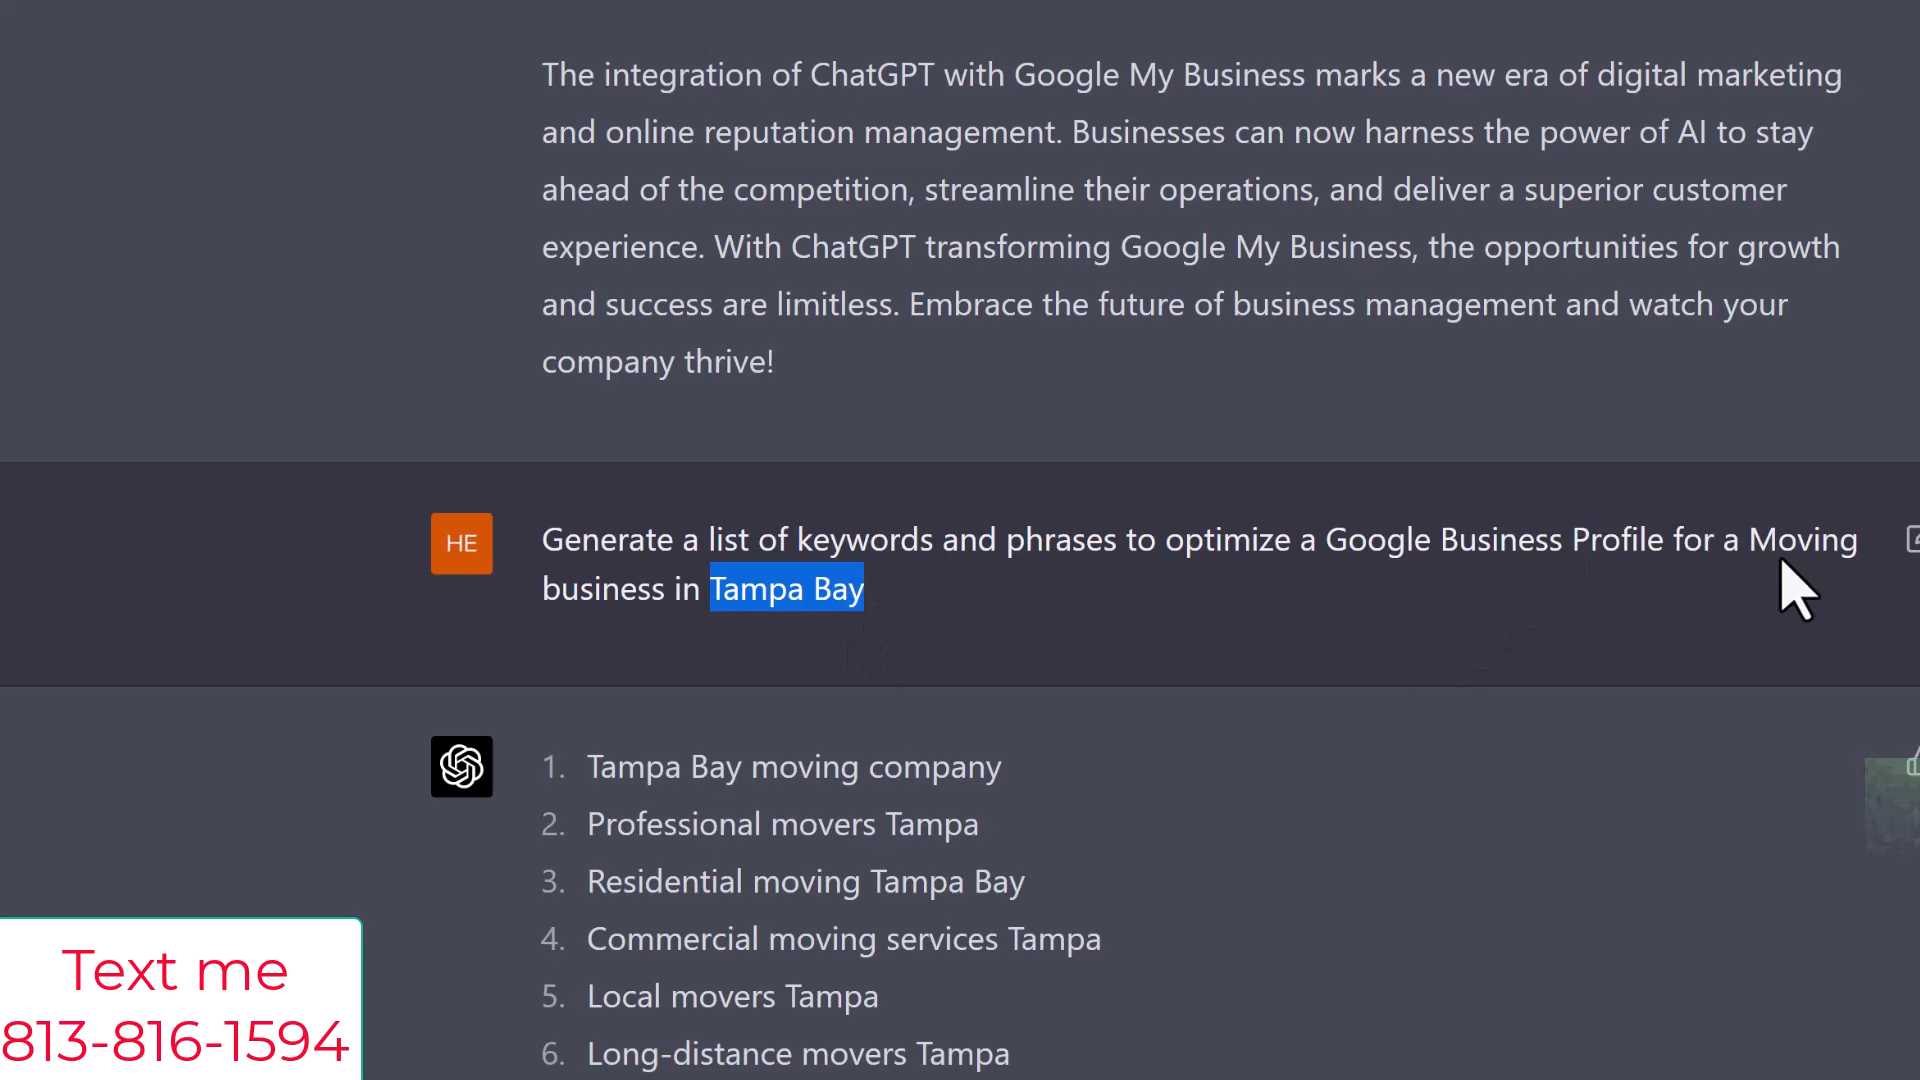 The integration of ChatGPT with Google My Business marks a new era of digital marketing
and online reputation management. Businesses can now harness the power of AI to stay
ahead of the competition, streamline their operations, and deliver a superior customer
experience. With ChatGPT transforming Google My Business, the opportunities for growth
and success are limitless. Embrace the future of business management and watch your
company thrive!
HE
Generate a list of keywords and phrases to optimize a Google Business Profile for a Moving
business in Tampa Bay
1. Tampa Bay moving company
2. Professional movers Tampa
3. Residential moving Tampa Bay
4. Commercial moving services Tampa
5. Local movers Tampa
6. Long-distance movers Tampa
Text me
813-816-1594